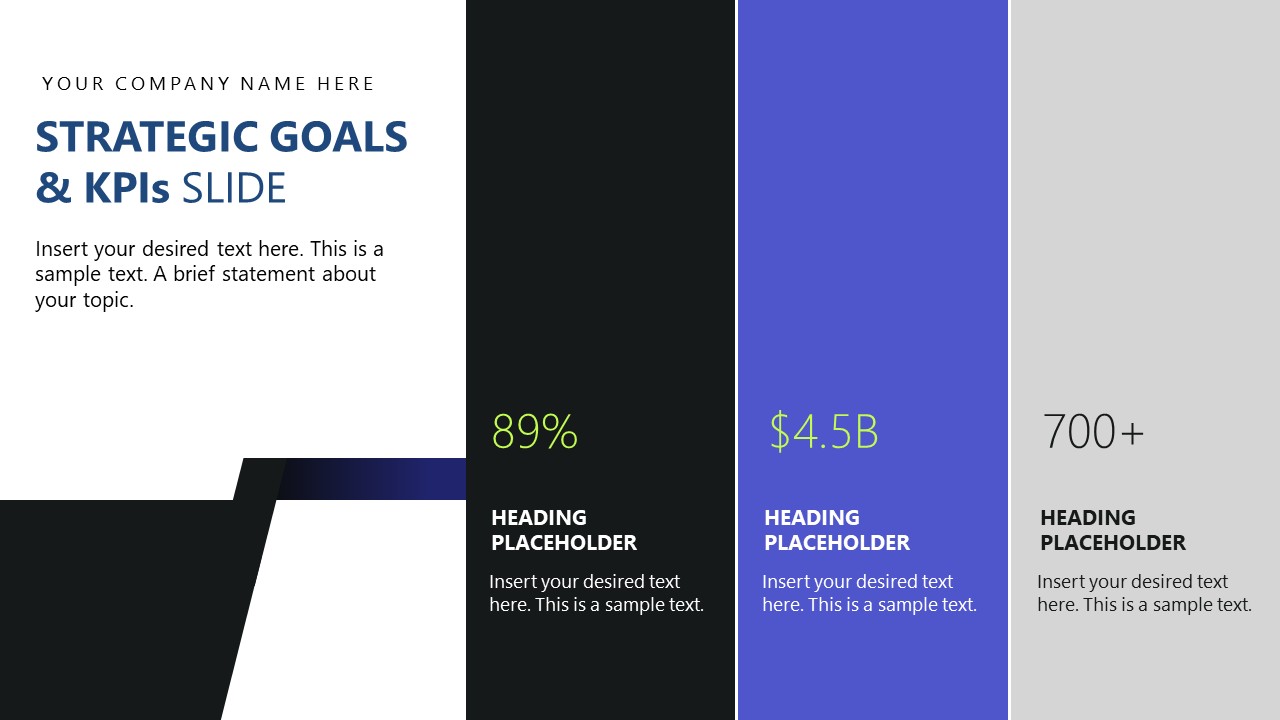 YOUR COMPANY NAME HERE
STRATEGIC GOALS
& KPIs SLIDE
Insert your desired text here. This is a
sample text. A brief statement about
your topic.
89%
HEADING
PLACEHOLDER
Insert your desired text
here. This is a sample text.
$4.5B
HEADING
PLACEHOLDER
Insert your desired text
here. This is a sample text.
700+
HEADING
PLACEHOLDER
Insert your desired text
here. This is a sample text.